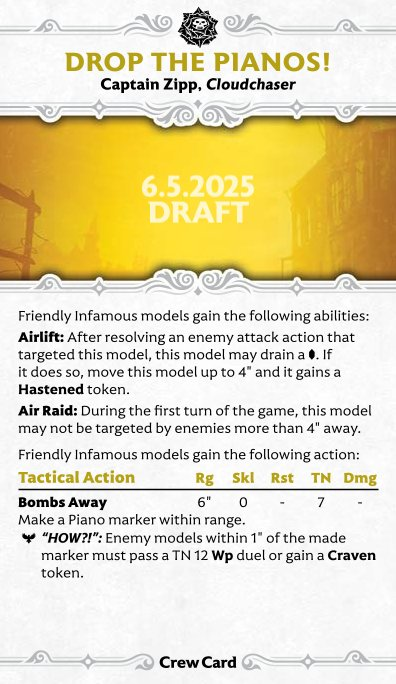 DROP THE PIANOS!
Captain Zipp, Cloudchaser
6.5.2025
DRAFT
Friendly Infamous models gain the following abilities:
Airlift: After resolving an enemy attack action that
targeted this model, this model may drain a . If
it does so, move this model up to 4" and it gains a
Hastened token.
Air Raid: During the first turn of the game, this model
may not be targeted by enemies more than 4" away.
Friendly Infamous models gain the following action:
Tactical Action Rg Skl Rst TN Dmg
Bombs Away 6" 0 - 7 -
Make a Piano marker within range.
“HOW?!”: Enemy models within 1" of the made
marker must pass a TN 12 Wp duel or gain a Craven
token.
Crew Card